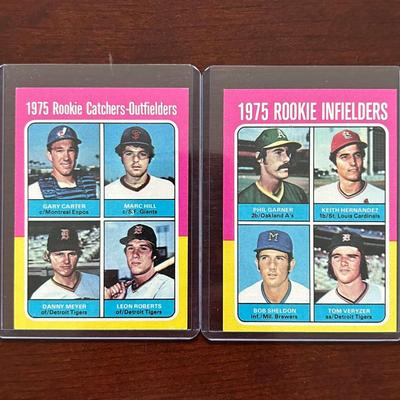 1975 Rookie Catchers-Outfielders
GARY CARTER
c/Montreal Expos
MARC HILL
c/S.F. Giants
DANNY MEYER
of/Detroit Tigers
LEON ROBERTS
of/Detroit Tigers
1975 ROOKIE INFIELDERS
PHIL GARNER
2b/Oakland A's
KEITH HERNANDEZ
1b/St. Louis Cardinals
BOB SHELDON
inf./Mil. Brewers
TOM VERYZER
ss/Detroit Tigers